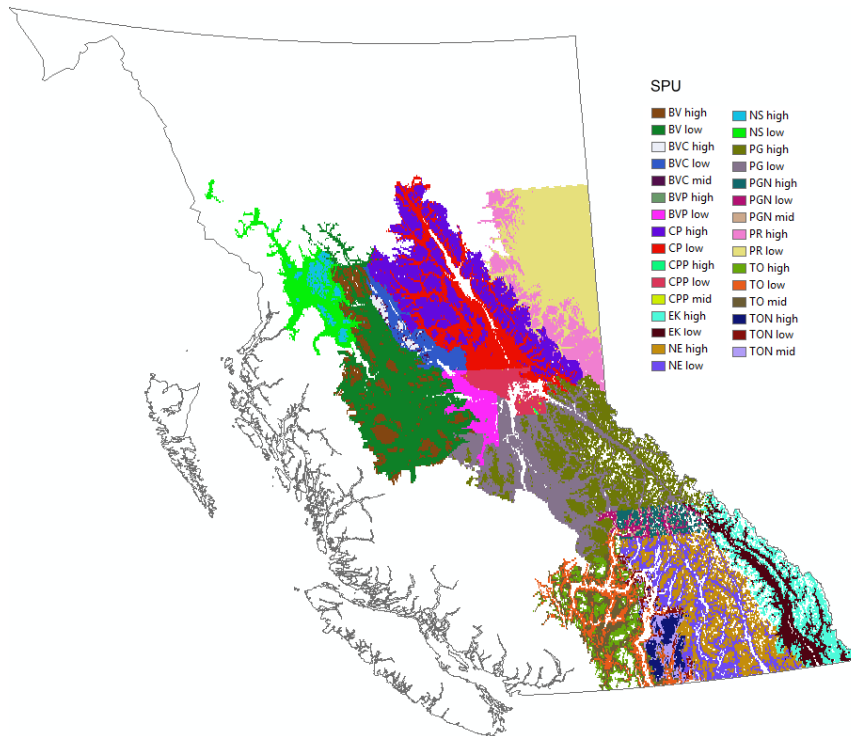 SPU
BV high
BV low
BVC high
BVC low
BVC mid
BVP high
BVP low
CP high
CP low
CPP high
CPP low
CPP mid
EK high
EK low
NE high
NE low
NS high
NS low
PG high
PG low
PGN high
PGN low
PGN mid
PR high
PR low
TO high
TO low
TO mid
TON high
TON low
TON mid